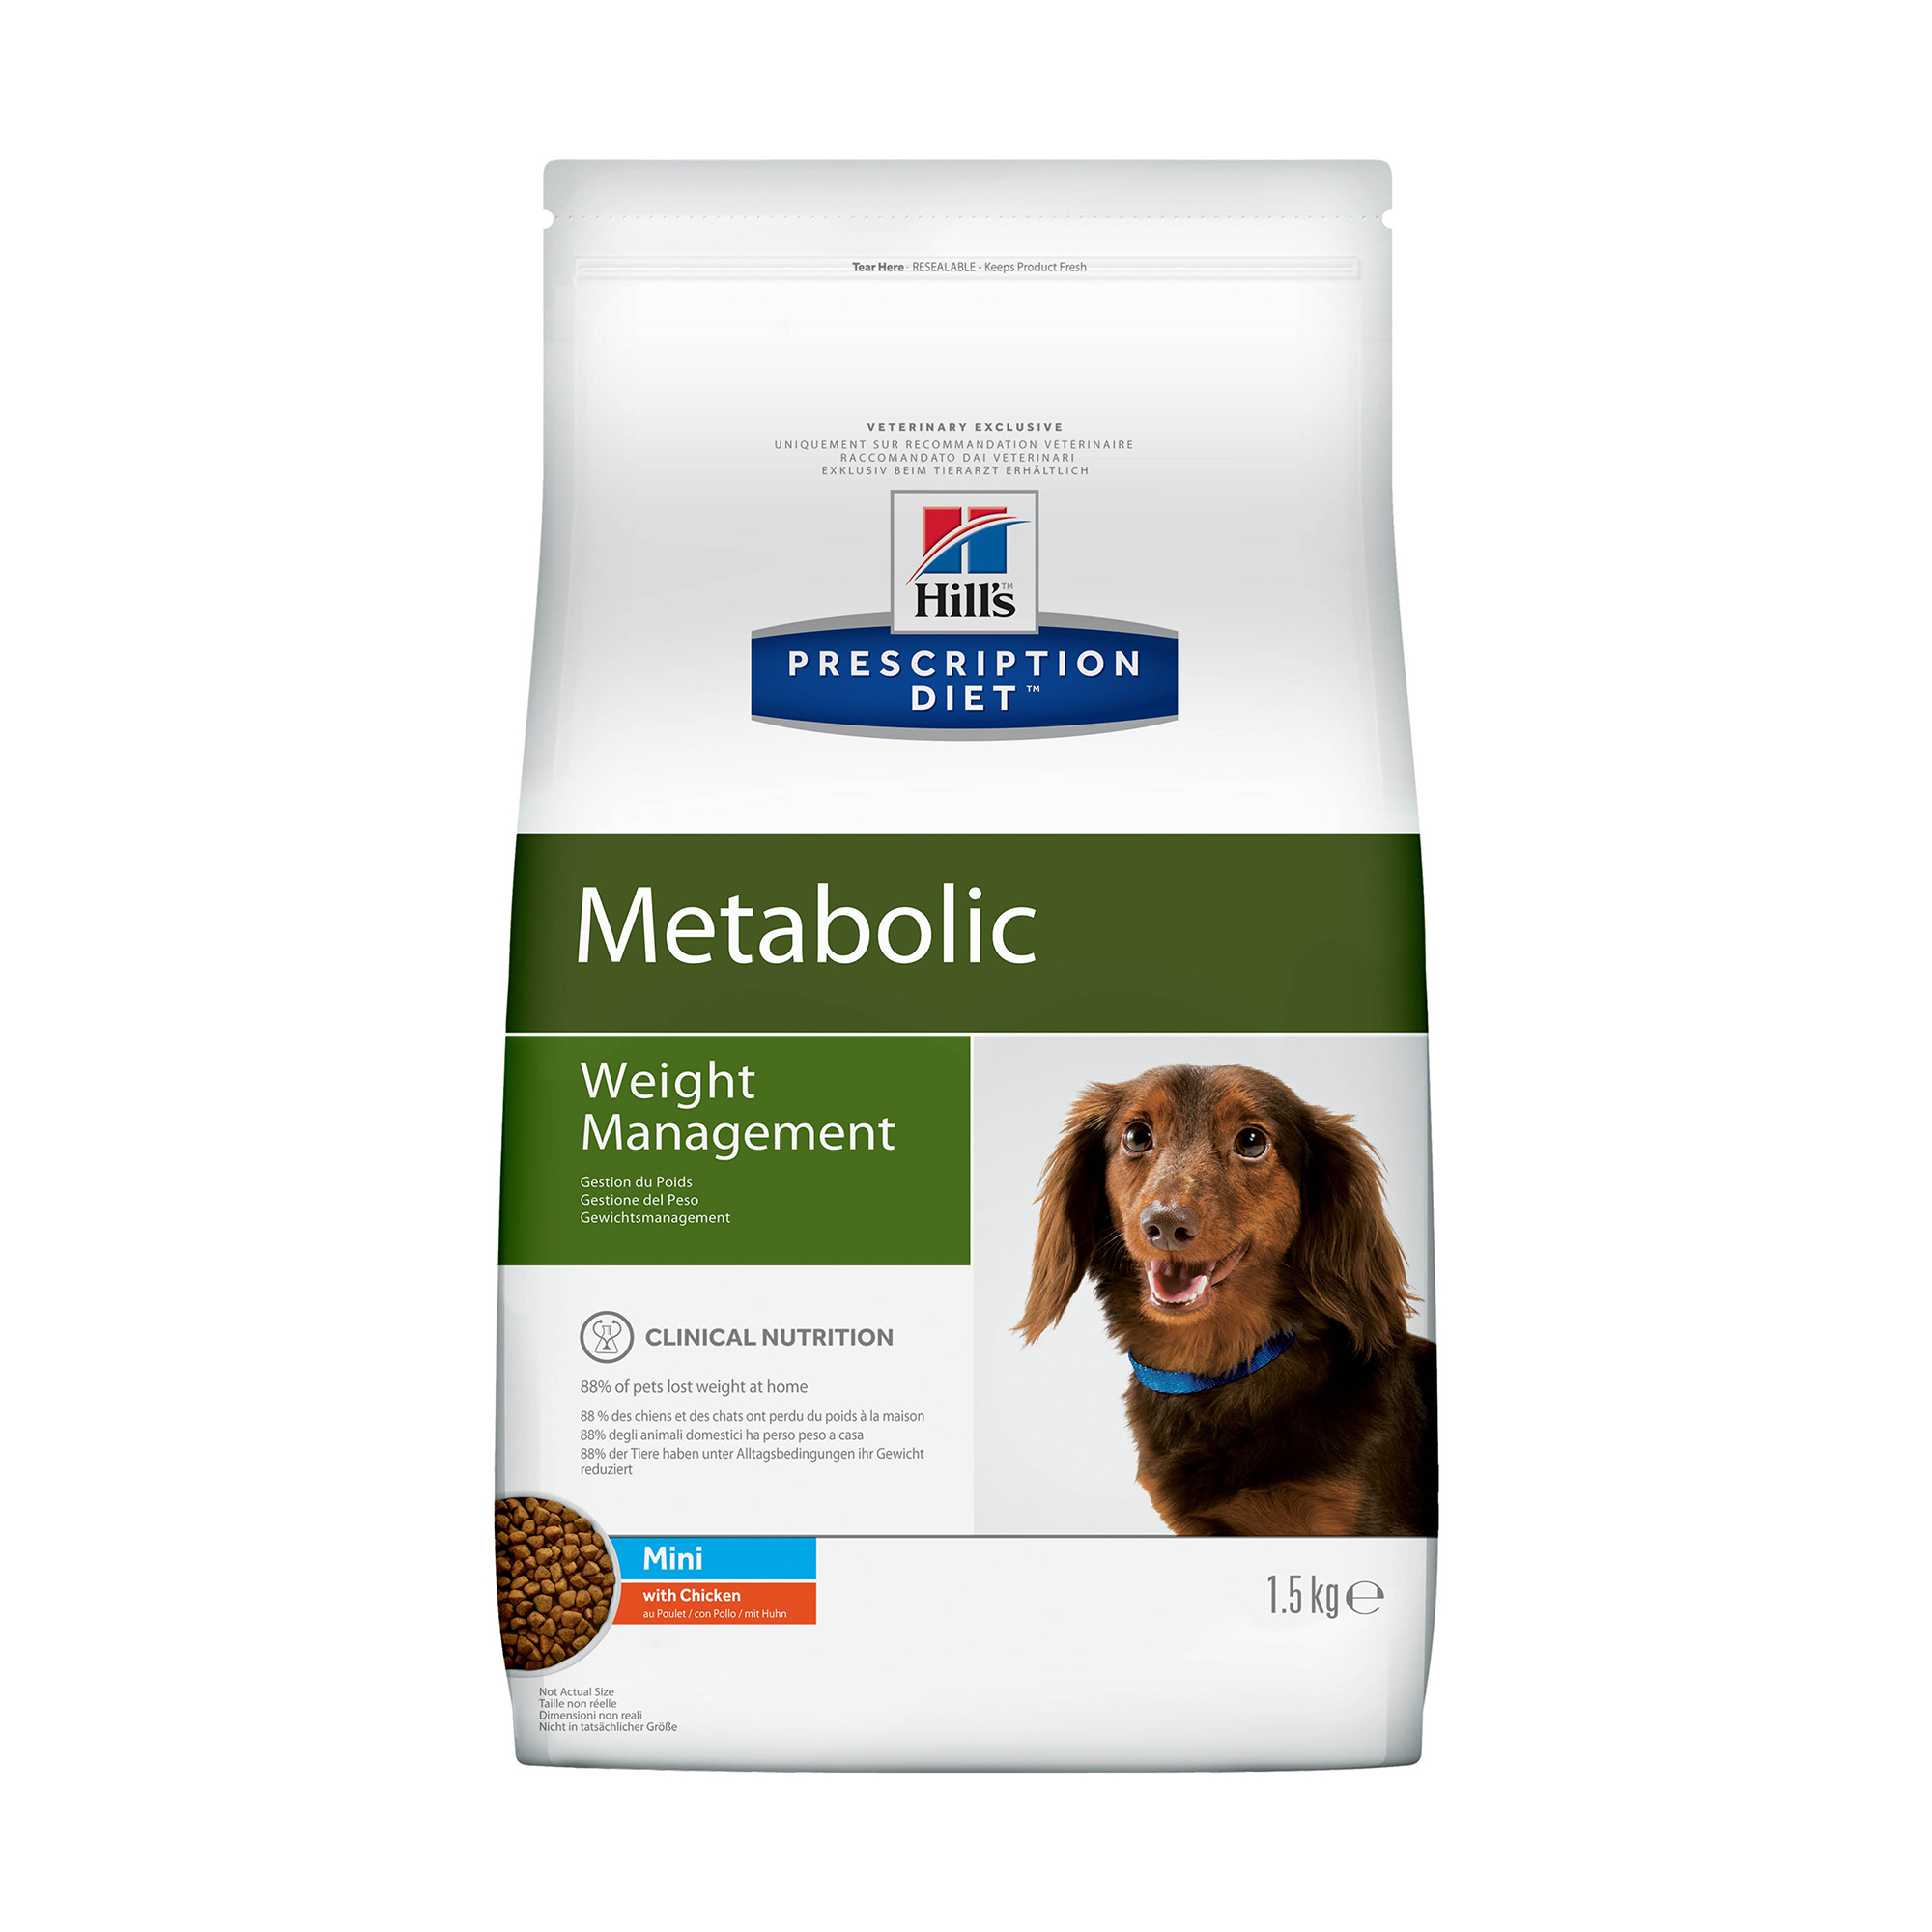 Tear Here · RESEALABLE - Keeps Product Fresh
VETERINARY EXCLUSIVE
UNIQUEMENT SUR RECOMMANDATION VÉTÉRINAIRE
RACCOMANDATO DAI VETERINARI
EXKLUSIV BEIM TIERARZT ERHÄLTLICH
Hill's™
PRESCRIPTION
DIET™
Metabolic
Weight
Management
Gestion du Poids
Gestione del Peso
Gewichtsmanagement
CLINICAL NUTRITION
88% of pets lost weight at home
88 % des chiens et des chats ont perdu du poids à la maison
88% degli animali domestici ha perso peso a casa
88% der Tiere haben unter Alltagsbedingungen ihr Gewicht
reduziert
Mini
with Chicken
au Poulet / con Pollo / mit Huhn
1.5 kg ℮
Not Actual Size
Taille non réelle
Dimensioni non reali
Nicht in tatsächlicher Größe